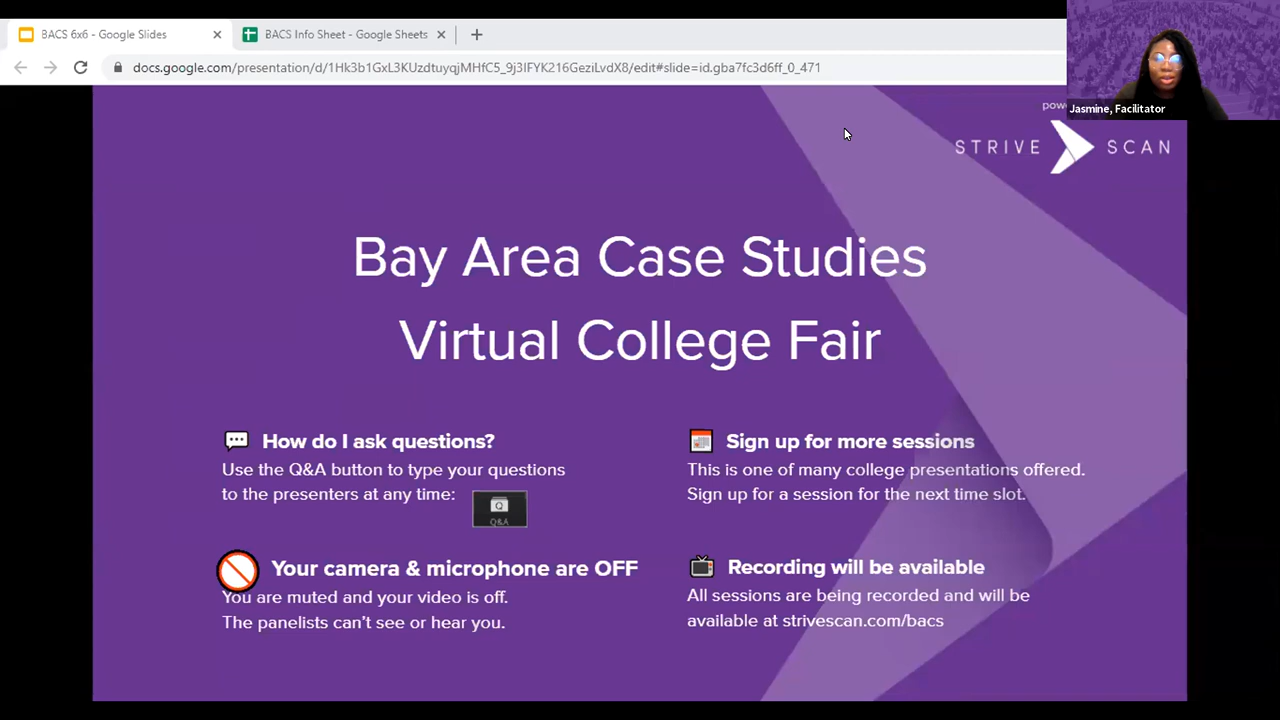 BACS 6x6 - Google Slides
BACS Info Sheet - Google Sheets
docs.google.com/presentation/d/1Hk3b1GxL3KUzdtuyqjMHfC5_9j3IFYK216GeziLvdX8/edit#slide=id.gba7fc3d6ff_0_471
Jasmine, Facilitator
STRIVE SCAN
Bay Area Case Studies
Virtual College Fair
How do I ask questions?
Use the Q&A button to type your questions
to the presenters at any time:
Q&A
Sign up for more sessions
This is one of many college presentations offered.
Sign up for a session for the next time slot.
Your camera & microphone are OFF
You are muted and your video is off.
The panelists can't see or hear you.
Recording will be available
All sessions are being recorded and will be
available at strivescan.com/bacs